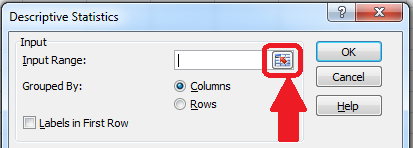 Descriptive Statistics
?
Input
Input Range:
OK
Cancel
Grouped By:
Columns
Rows
Help
Labels in First Row